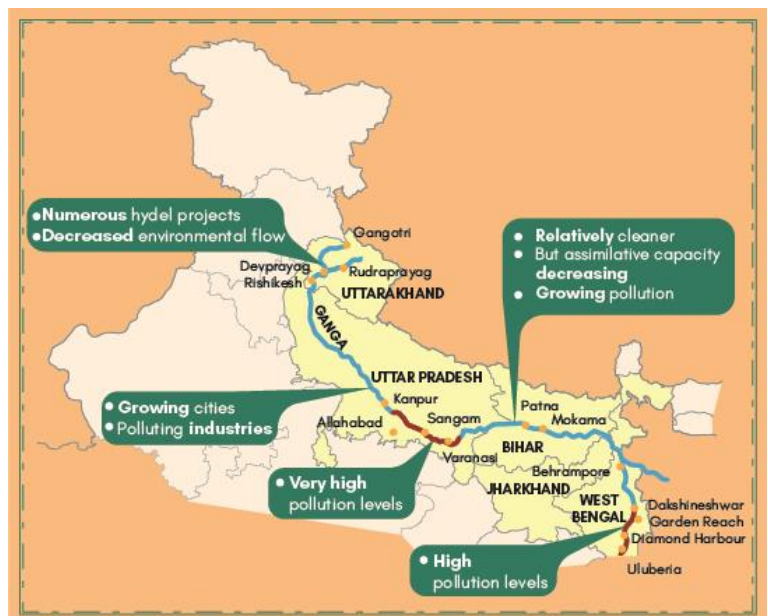 ●Numerous hydel projects
●Decreased environmental flow
Gangotri
Devprayag
Rishikesh
Rudraprayag
UTTARAKHAND
● Relatively cleaner
● But assimilative capacity
decreasing
● Growing pollution
GANGA
UTTAR PRADESH
● Growing cities
● Polluting industries
Kanpur
Allahabad
Sangam
Varanasi
Patna
Mokama
BIHAR
● Very high
pollution levels
JHARKHAND
Behrampore
WEST
BENGAL
Dakshineshwar
Garden Reach
Diamond Harbour
Uluberia
● High
pollution levels